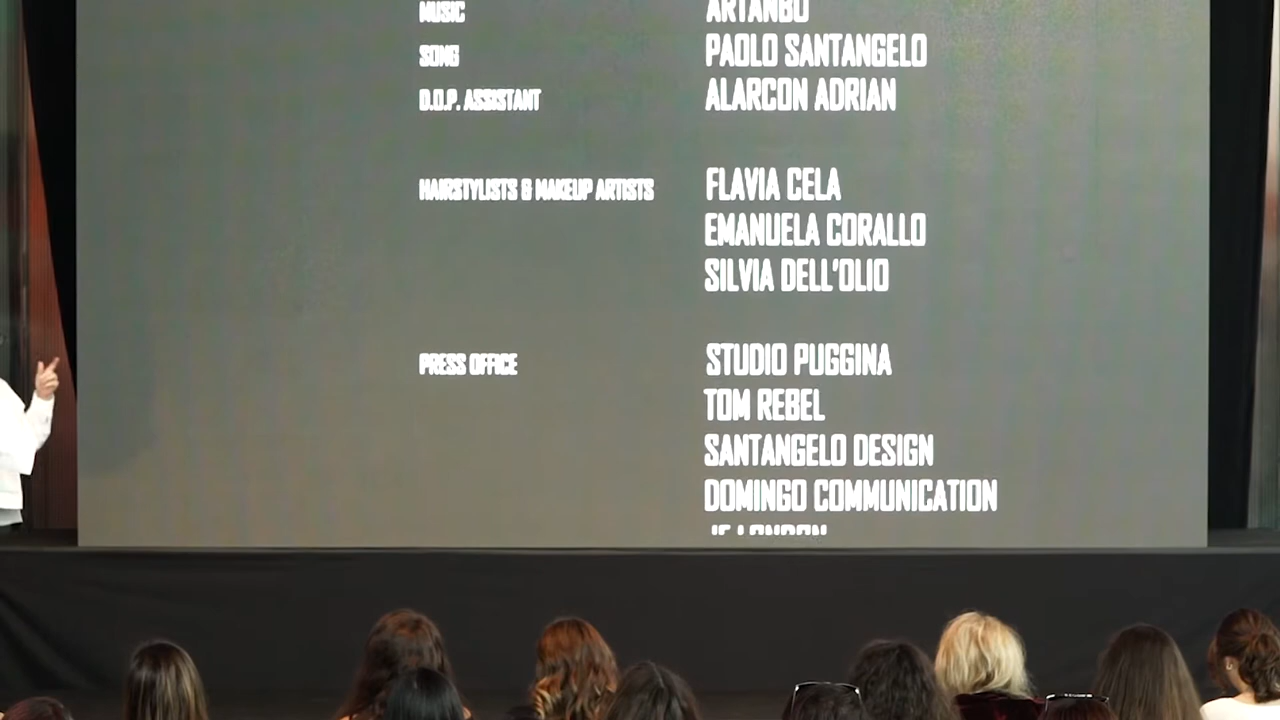 MUSIC ARTANBO
SONG PAOLO SANTANGELO
D.O.P. ASSISTANT ALARCON ADRIAN
HAIRSTYLISTS & MAKEUP ARTISTS FLAVIA CELA
EMANUELA CORALLO
SILVIA DELL'OLIO
PRESS OFFICE STUDIO PUGGINA
TOM REBEL
SANTANGELO DESIGN
DOMINGO COMMUNICATION
LONDON